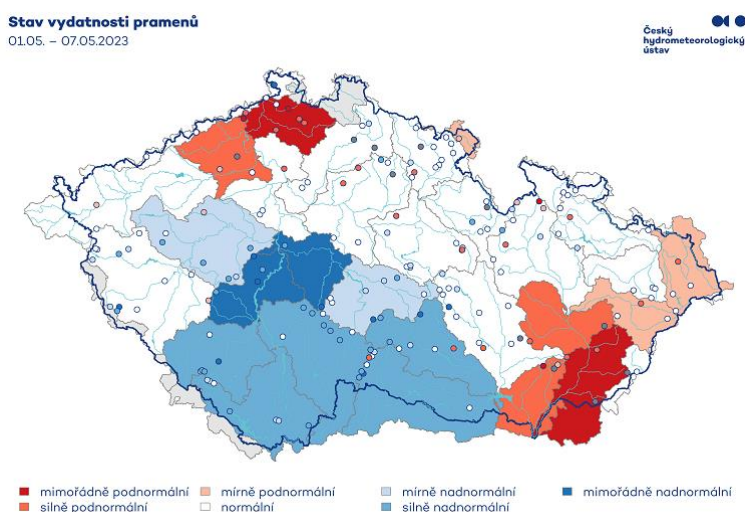 Stav vydatnosti pramenů
01.05. – 07.05.2023
Český
hydrometeorologický
ústav
mimořádně podnormální
mírně podnormální
mírně nadnormální
mimořádně nadnormální
silně podnormální
normální
silně nadnormální